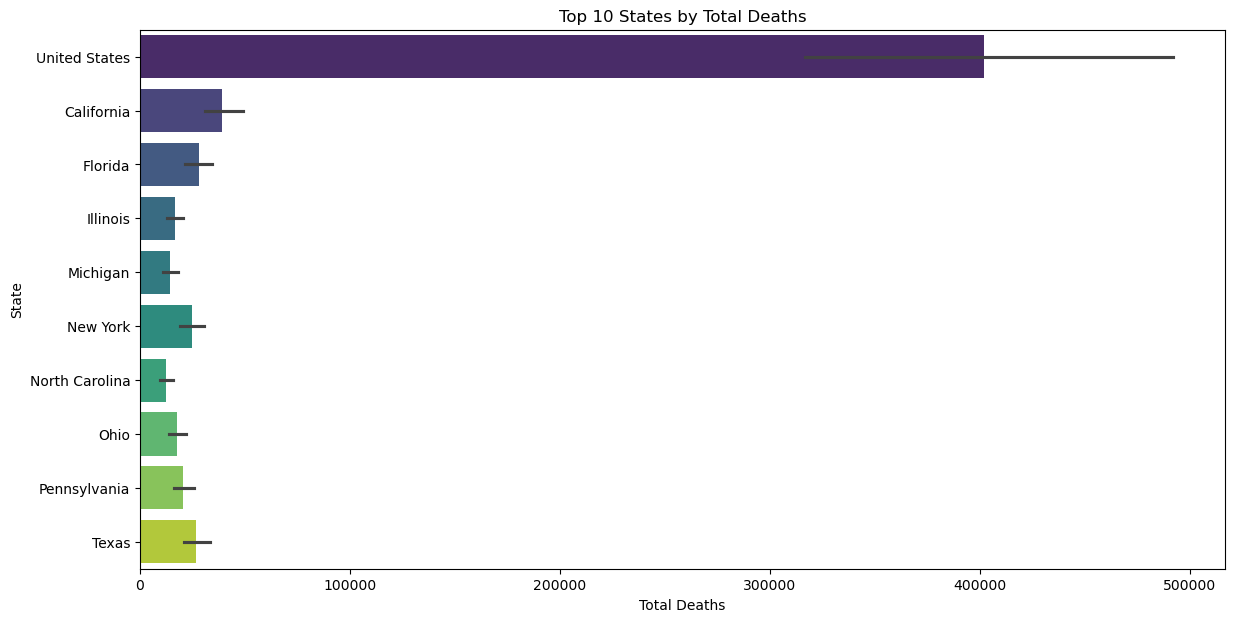 Top 10 States by Total Deaths
State
United States
California
Florida
Illinois
Michigan
New York
North Carolina
Ohio
Pennsylvania
Texas
0 100000 200000 300000 400000 500000
Total Deaths